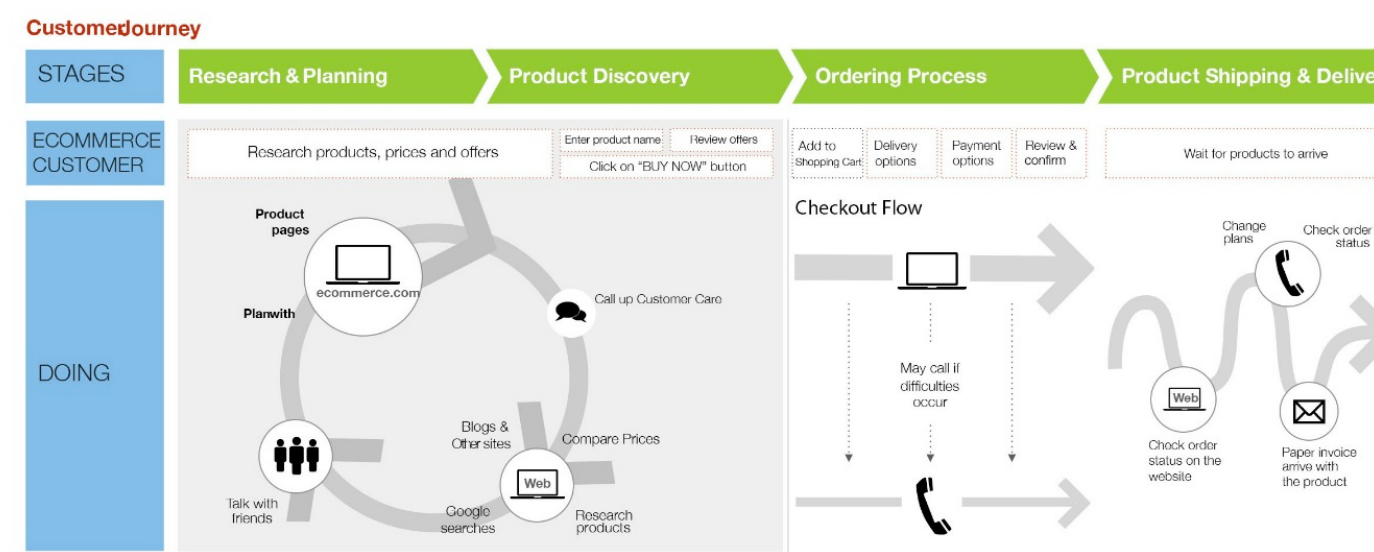 CustomerJourney
STAGES
Research & Planning
Product Discovery
Ordering Process
Product Shipping & Delive
ECOMMERCE
CUSTOMER
Research products, prices and offers
Enter product name
Review offers
Click on “BUY NOW” button
Add to
Shopping Cart
Delivery
options
Payment
options
Review &
confirm
Wait for products to arrive
DOING
Product
pages
ecommerce.com
Planwith
Call up Customer Care
Blogs &
Other sites
Compare Prices
Web
Talk with
friends
Google
searches
Research
products
Checkout Flow
May call if
difficulties
occur
Change
plans
Check order
status
Web
Check order
status on the
website
Paper invoice
arrive with
the product